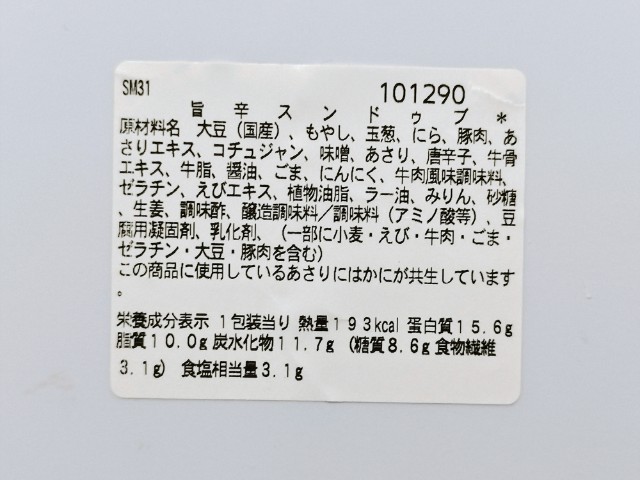 SM31
101290
旨辛スンドゥブ*
原材料名 大豆(国産)、もやし、玉葱、にら、豚肉、あ
さりエキス、コチュジャン、味噌、あさり、唐辛子、牛骨
エキス、牛脂、醤油、ごま、にんにく、牛肉風味調味料、
ゼラチン、えびエキス、植物油脂、ラー油、みりん、砂糖
、生姜、調味酢、醸造調味料/調味料(アミノ酸等)、豆
腐用凝固剤、乳化剤、(一部に小麦・えび・牛肉・ごま・
ゼラチン・大豆・豚肉を含む)
この商品に使用しているあさりにはかにが共生しています
。
栄養成分表示 1包装当り 熱量193kcal 蛋白質15.6g
脂質10.0g炭水化物11.7g (糖質8.6g食物繊維
3.1g) 食塩相当量3.1g